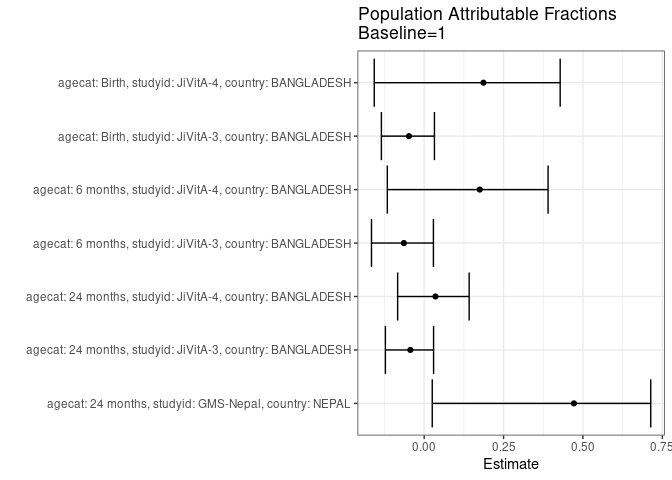 Population Attributable Fractions
Baseline=1
agecat: Birth, studyid: JiVitA-4, country: BANGLADESH
agecat: Birth, studyid: JiVitA-3, country: BANGLADESH
agecat: 6 months, studyid: JiVitA-4, country: BANGLADESH
agecat: 6 months, studyid: JiVitA-3, country: BANGLADESH
agecat: 24 months, studyid: JiVitA-4, country: BANGLADESH
agecat: 24 months, studyid: JiVitA-3, country: BANGLADESH
agecat: 24 months, studyid: GMS-Nepal, country: NEPAL
0.00 0.25 0.50 0.75
Estimate